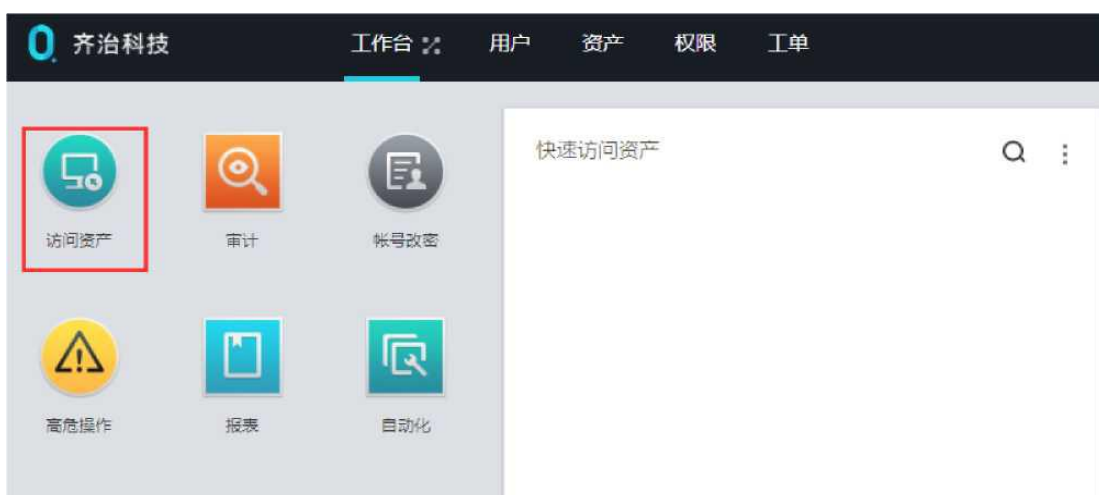 齐治科技 工作台 用户 资产 权限 工单
快速访问资产
访问资产 审计 帐号改密
高危操作 报表 自动化